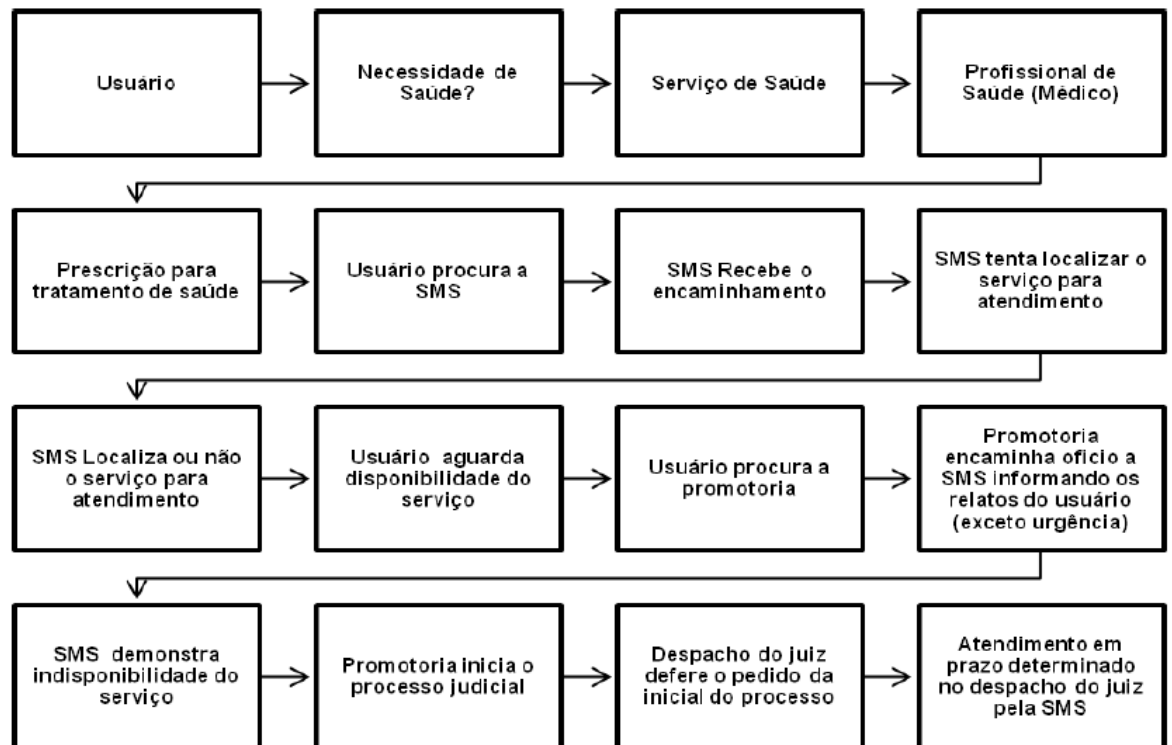 Usuário
Necessidade de
Saúde?
Serviço de Saúde
Profissional de
Saúde (Médico)
Prescrição para
tratamento de saúde
Usuário procura a
SMS
SMS Recebe o
encaminhamento
SMS tenta localizar o
serviço para
atendimento
SMS Localiza ou não
o serviço para
atendimento
Usuário aguarda
disponibilidade do
serviço
Usuário procura a
promotoria
Promotoria
encaminha oficio a
SMS informando os
relatos do usuário
(exceto urgência)
SMS demonstra
indisponibilidade do
serviço
Promotoria inicia o
processo judicial
Despacho do juiz
defere o pedido da
inicial do processo
Atendimento em
prazo determinado
no despacho do juiz
pela SMS